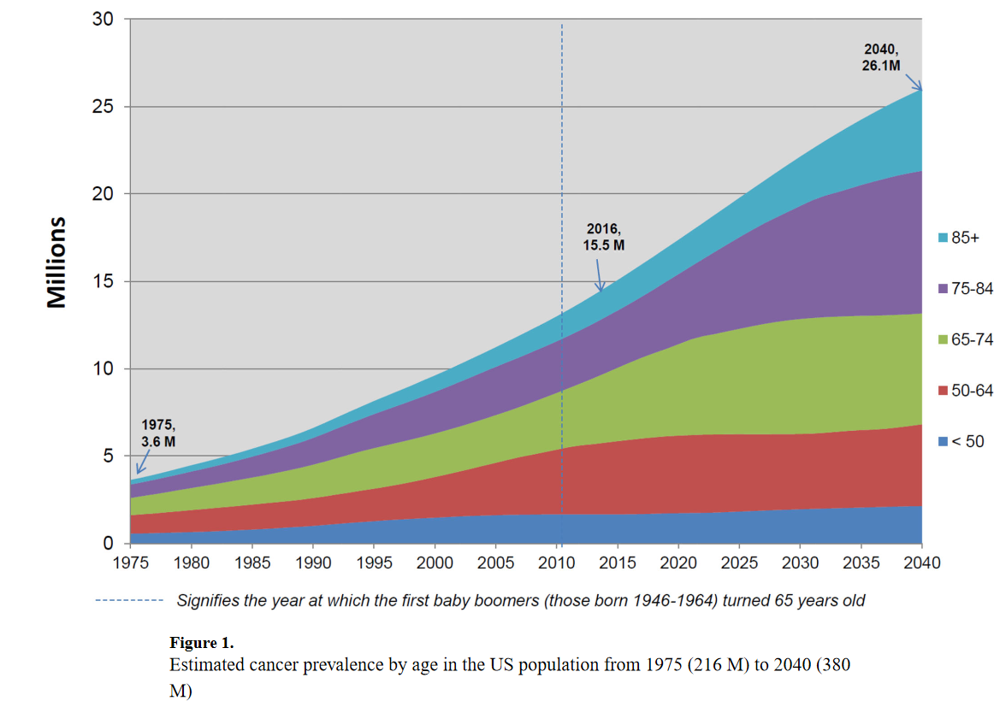 30
25
20
15
10
5
0
Millions
1975,
3.6 M
2016,
15.5 M
2040,
26.1M
85+
75-84
65-74
50-64
< 50
1975 1980 1985 1990 1995 2000 2005 2010 2015 2020 2025 2030 2035 2040
Signifies the year at which the first baby boomers (those born 1946-1964) turned 65 years old
Figure 1.
Estimated cancer prevalence by age in the US population from 1975 (216 M) to 2040 (380
M)